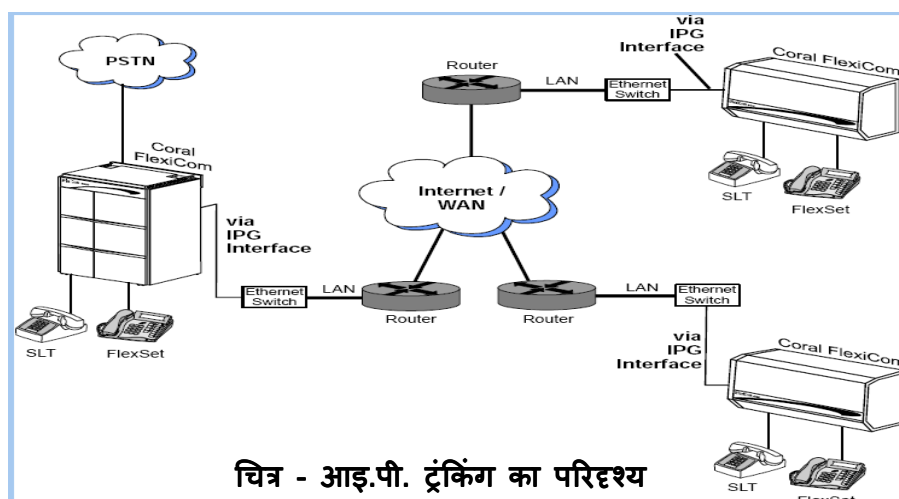 PSTN
Coral
FlexiCom
via
IPG
Interface
Ethernet
Switch
LAN
Router
SLT
FlexSet
Internet /
WAN
Router
LAN
Ethernet
Switch
via
IPG
Interface
Coral FlexiCom
SLT
FlexSet
Router
LAN
Ethernet
Switch
via
IPG
Interface
Coral FlexiCom
SLT
FlexSet
चित्र - आइ.पी. ट्रंकिंग का परिदृश्य